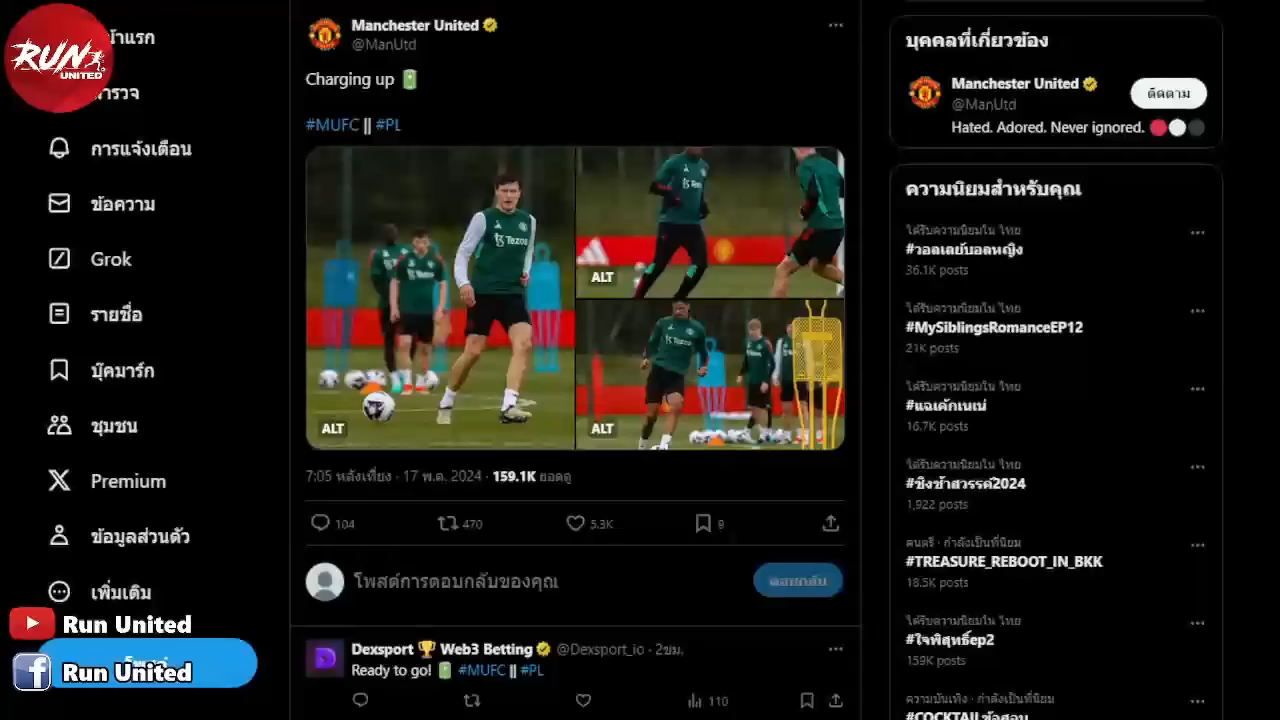 RUN
UNITED
การแจ้งเตือน
ข้อความ
Grok
รายชื่อ
บุ๊คมาร์ก
ชุมชน
Premium
ข้อมูลส่วนตัว
เพิ่มเติม
Run United
Run United
Manchester United
@ManUtd
Charging up
#MUFC || #PL
Tezos
ALT
ALT
ALT
7:05 หลังเที่ยง · 17 พ.ค. 2024 · 159.1K ยอดดู
104 470 5.3K 9
โพสต์การตอบกลับของคุณ
ตอบกลับ
Dexsport Web3 Betting @Dexsport_io · 2ชม.
Ready to go! #MUFC || #PL
110
บุคคลที่เกี่ยวข้อง
Manchester United
@ManUtd
ติดตาม
Hated. Adored. Never ignored.
ความนิยมสำหรับคุณ
ได้รับความนิยมใน ไทย
#วอลเลย์บอลหญิง
36.1K posts
ได้รับความนิยมใน ไทย
#MySiblingsRomanceEP12
21K posts
ได้รับความนิยมใน ไทย
16.7K posts
ได้รับความนิยมใน ไทย
#ชิงช้าสวรรค์2024
1,922 posts
ดนตรี · กำลังเป็นที่นิยม
#TREASURE_REBOOT_IN_BKK
18.5K posts
ได้รับความนิยมใน ไทย
#ใจพิสุทธิ์ep2
159K posts
ความบันเทิง · กำลังเป็นที่นิยม